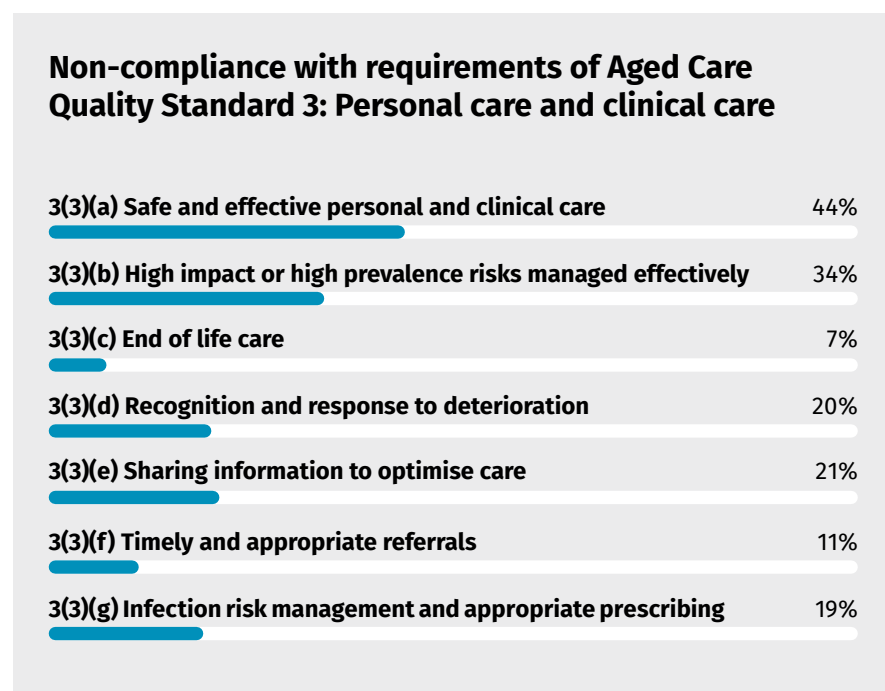 Non-compliance with requirements of Aged Care
Quality Standard 3: Personal care and clinical care
3(3)(a) Safe and effective personal and clinical care 44%
3(3)(b) High impact or high prevalence risks managed effectively 34%
3(3)(c) End of life care 7%
3(3)(d) Recognition and response to deterioration 20%
3(3)(e) Sharing information to optimise care 21%
3(3)(f) Timely and appropriate referrals 11%
3(3)(g) Infection risk management and appropriate prescribing 19%